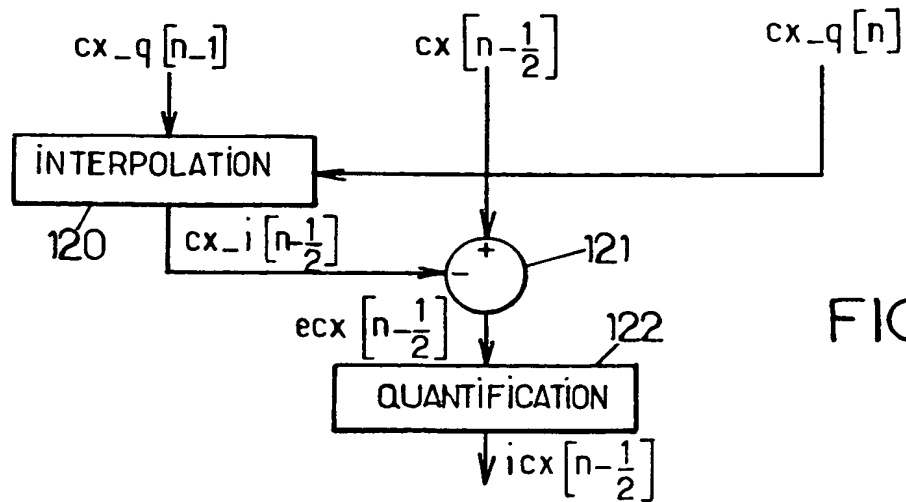 cx_q[n_1]
cx[n-1/2]
cx_q[n]
INTERPOLATION
120
cx_i[n-1/2]
+
-
121
ecx[n-1/2]
122
QUANTIFICATION
icx[n-1/2]
FIG